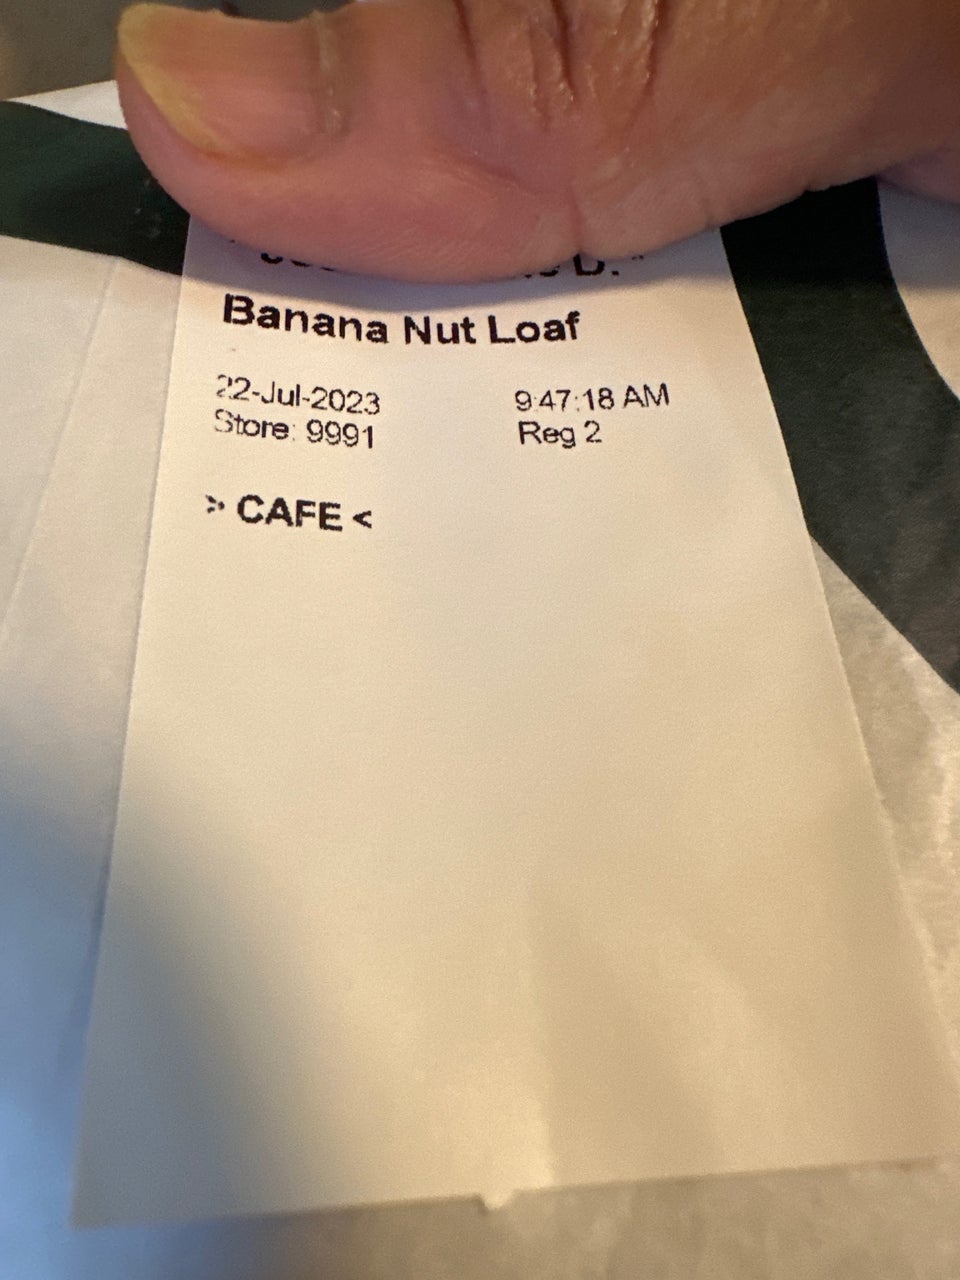 D.
Banana Nut Loaf
22-Jul-2023 9:47:18 AM
Store: 9991 Reg 2
> CAFE <